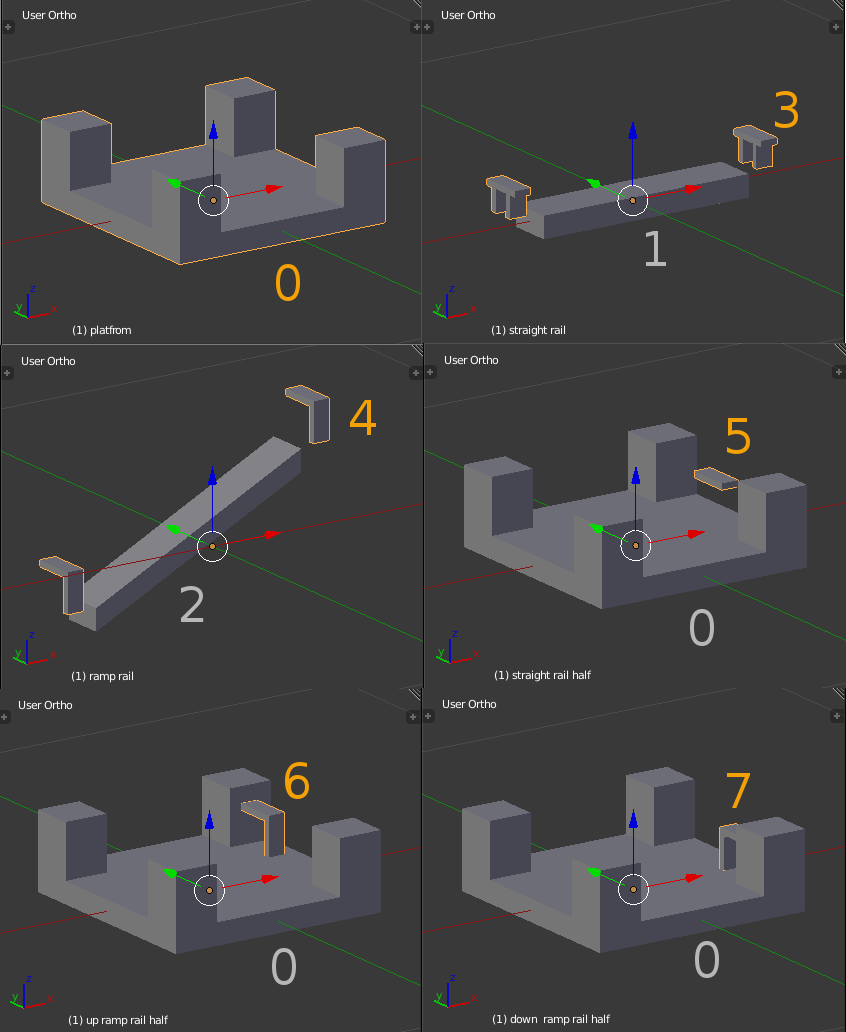 User Ortho
z
y
x
0
(1) platfrom
User Ortho
3
1
z
y
x
(1) straight rail
User Ortho
4
2
z
y
x
(1) ramp rail
User Ortho
5
0
z
y
x
(1) straight rail half
User Ortho
6
0
z
y
x
(1) up ramp rail half
User Ortho
7
0
z
y
x
(1) down  ramp rail half